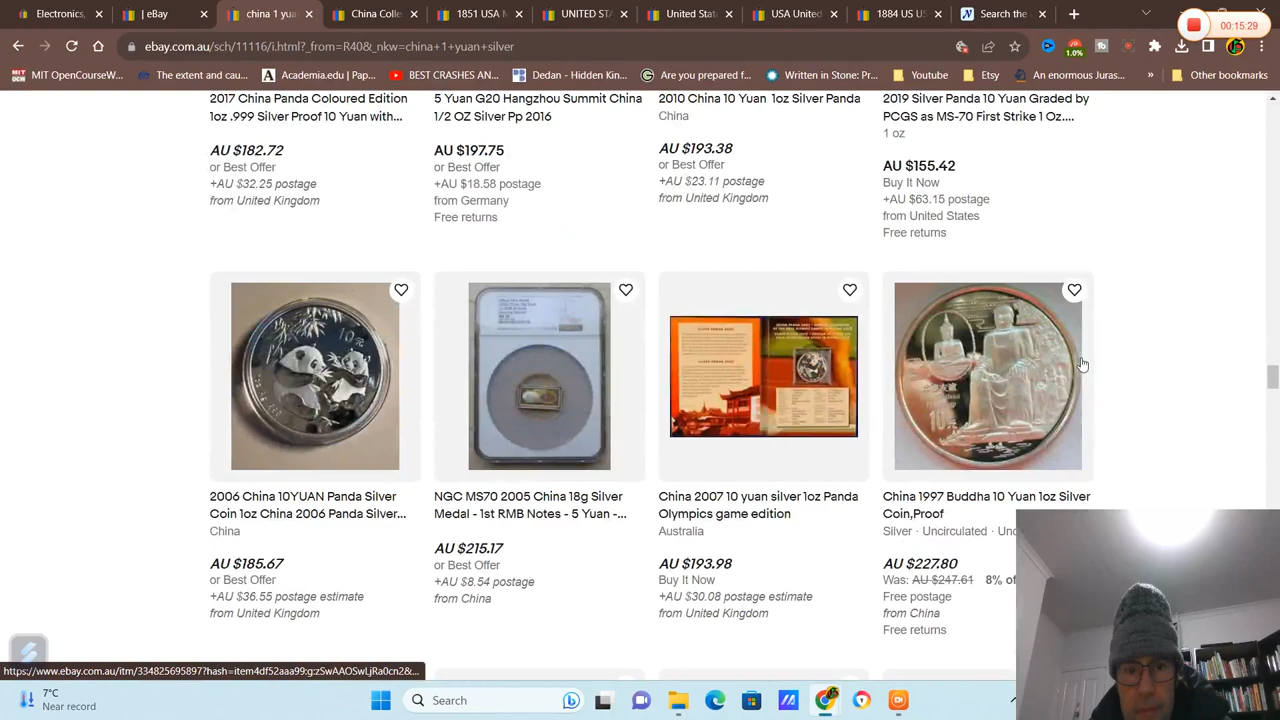 Electronics,
| eBay
china 1 yuan
China Colle
1851 USA M
UNITED STA
United State
USA United
1884 US US
Search the
00:15:29
ebay.com.au/sch/11116/i.html?_from=R40&_nkw=china+1+yuan+silver
1.0%
MIT OpenCourseW...
The extent and cau...
Academia.edu | Pap...
BEST CRASHES AN...
Dedan - Hidden Kin...
Are you prepared f...
Written in Stone: Pr...
Youtube
Etsy
An enormous Juras...
»
Other bookmarks
2017 China Panda Coloured Edition
1oz .999 Silver Proof 10 Yuan with...
AU $182.72
or Best Offer
+AU $32.25 postage
from United Kingdom
5 Yuan G20 Hangzhou Summit China
1/2 OZ Silver Pp 2016
AU $197.75
or Best Offer
+AU $18.58 postage
from Germany
Free returns
2010 China 10 Yuan 1oz Silver Panda
China
AU $193.38
or Best Offer
+AU $23.11 postage
from United Kingdom
2019 Silver Panda 10 Yuan Graded by
PCGS as MS-70 First Strike 1 Oz....
1 oz
AU $155.42
Buy It Now
+AU $63.15 postage
from United States
Free returns
10元
10元
2006 China 10YUAN Panda Silver
Coin 1oz China 2006 Panda Silver...
China
AU $185.67
or Best Offer
+AU $36.55 postage estimate
from United Kingdom
NGC MS70 2005 China 18g Silver
Medal - 1st RMB Notes - 5 Yuan -...
AU $215.17
or Best Offer
+AU $8.54 postage
from China
China 2007 10 yuan silver 1oz Panda
Olympics game edition
Australia
AU $193.98
Buy It Now
+AU $30.08 postage estimate
from United Kingdom
China 1997 Buddha 10 Yuan 1oz Silver
Coin,Proof
Silver · Uncirculated · Unc
AU $227.80
Was: AU $247.61 8% of
Free postage
from China
Free returns
https://www.ebay.com.au/itm/334825695897?hash=item4df52aaa99:g:zSwAAOSwLjRa0cn2&...
7°C
Near record
Search